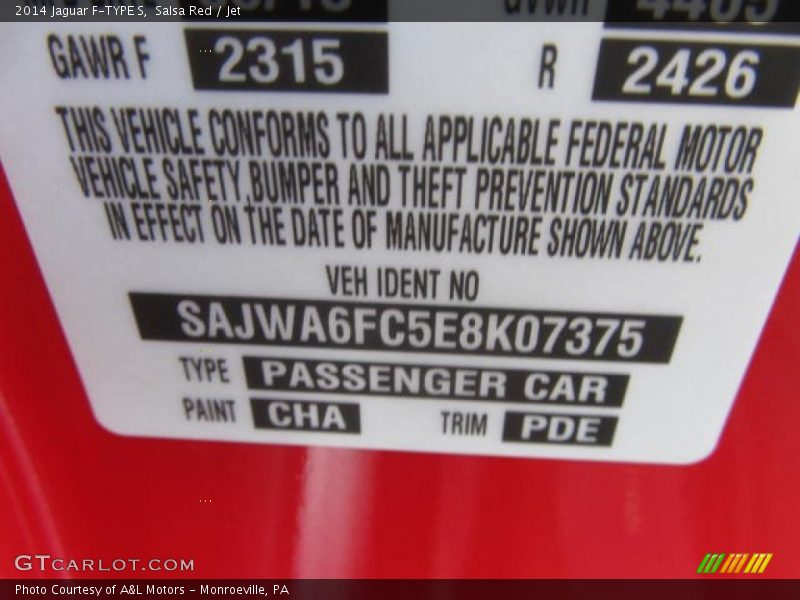 2014 Jaguar F-TYPE S, Salsa Red / Jet
GAWR F 2315 R 2426
THIS VEHICLE CONFORMS TO ALL APPLICABLE FEDERAL MOTOR
VEHICLE SAFETY, BUMPER AND THEFT PREVENTION STANDARDS
IN EFFECT ON THE DATE OF MANUFACTURE SHOWN ABOVE.
VEH IDENT NO
SAJWA6FC5E8K07375
TYPE PASSENGER CAR
PAINT CHA TRIM PDE
GTCARLOT.COM
Photo Courtesy of A&L Motors - Monroeville, PA